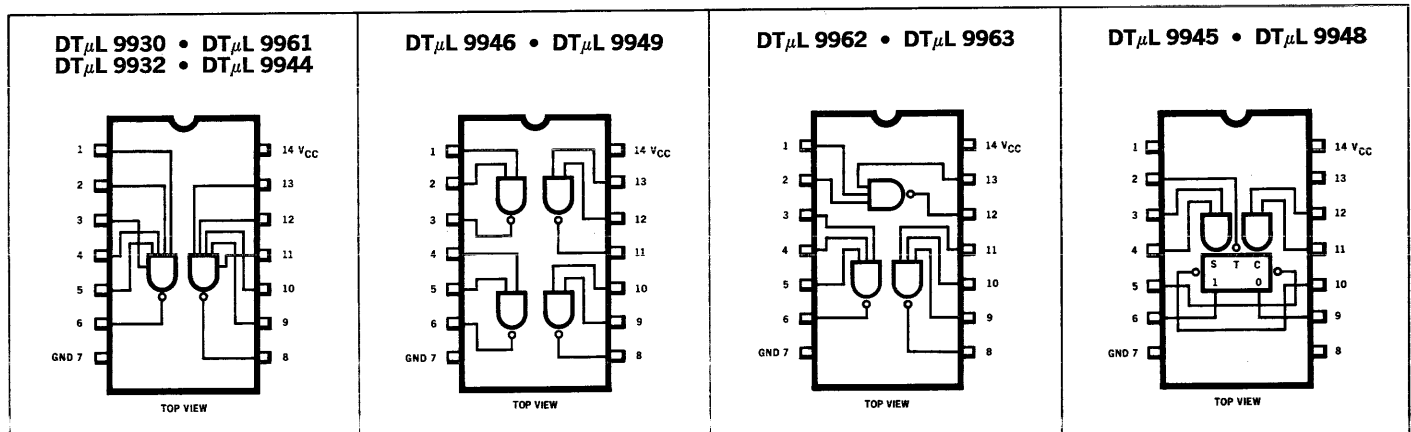 DTμL 9930 • DTμL 9961
DTμL 9932 • DTμL 9944
1
2
3
4
5
6
GND 7
14 VCC
13
12
11
10
9
8
TOP VIEW
DTμL 9946 • DTμL 9949
1
2
3
4
5
6
GND 7
14 VCC
13
12
11
10
9
8
TOP VIEW
DTμL 9962 • DTμL 9963
1
2
3
4
5
6
GND 7
14 VCC
13
12
11
10
9
8
TOP VIEW
DTμL 9945 • DTμL 9948
1
2
3
4
5
6
GND 7
14 VCC
13
12
11
10
9
8
S T C
1 0
TOP VIEW